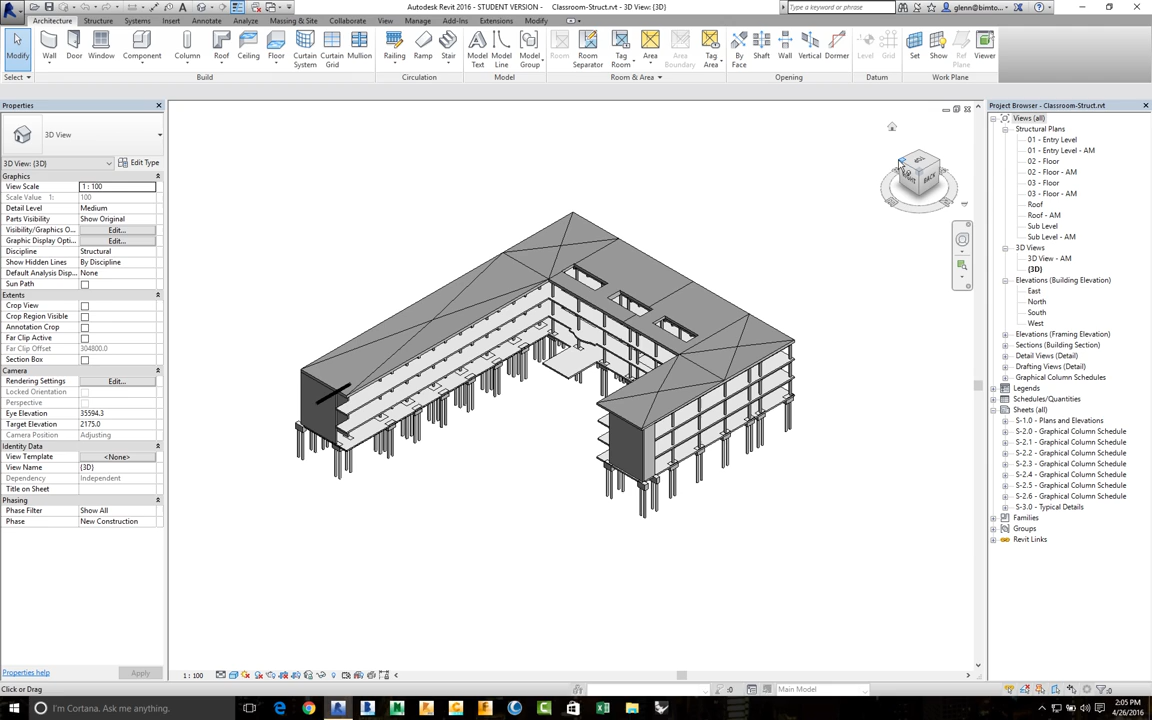 Autodesk Revit 2016 - STUDENT VERSION - Classroom-Struct.rvt - 3D View: {3D}
Type a keyword or phrase
glenn@bimto...
Architecture Structure Systems Insert Annotate Analyze Massing & Site Collaborate View Manage Add-Ins Extensions Modify
Modify Wall Door Window Component Column Roof Ceiling Floor Curtain System Curtain Grid Mullion Railing Ramp Stair Model Text Model Line Model Group Room Room Separator Tag Room Area Area Boundary Tag Area By Face Shaft Wall Vertical Dormer Level Grid Set Show Ref Plane Viewer
Select Build Circulation Model Room & Area Opening Datum Work Plane
Properties
3D View
3D View: {3D}
Edit Type
Graphics
View Scale 1 : 100
Scale Value 1: 100
Detail Level Medium
Parts Visibility Show Original
Visibility/Graphics O... Edit...
Graphic Display Opti... Edit...
Discipline Structural
Show Hidden Lines By Discipline
Default Analysis Disp... None
Sun Path
Extents
Crop View
Crop Region Visible
Annotation Crop
Far Clip Active
Far Clip Offset 304800.0
Section Box
Camera
Rendering Settings Edit...
Locked Orientation
Perspective
Eye Elevation 35594.3
Target Elevation 2175.0
Camera Position Adjusting
Identity Data
View Template <None>
View Name {3D}
Dependency Independent
Title on Sheet
Phasing
Phase Filter Show All
Phase New Construction
Properties help
Apply
BACK
Project Browser - Classroom-Struct.rvt
Views (all)
Structural Plans
01 - Entry Level
01 - Entry Level - AM
02 - Floor
02 - Floor - AM
03 - Floor
03 - Floor - AM
Roof
Roof - AM
Sub Level
Sub Level - AM
3D Views
3D View - AM
{3D}
Elevations (Building Elevation)
East
North
South
West
Elevations (Framing Elevation)
Sections (Building Section)
Detail Views (Detail)
Drafting Views (Detail)
Graphical Column Schedules
Legends
Schedules/Quantities
Sheets (all)
S-1.0 - Plans and Elevations
S-2.0 - Graphical Column Schedule
S-2.1 - Graphical Column Schedule
S-2.2 - Graphical Column Schedule
S-2.3 - Graphical Column Schedule
S-2.4 - Graphical Column Schedule
S-2.5 - Graphical Column Schedule
S-2.6 - Graphical Column Schedule
S-3.0 - Typical Details
Families
Groups
Revit Links
1 : 100
Click or Drag
:0
Main Model
:0
I'm Cortana. Ask me anything.
2:05 PM
4/26/2016